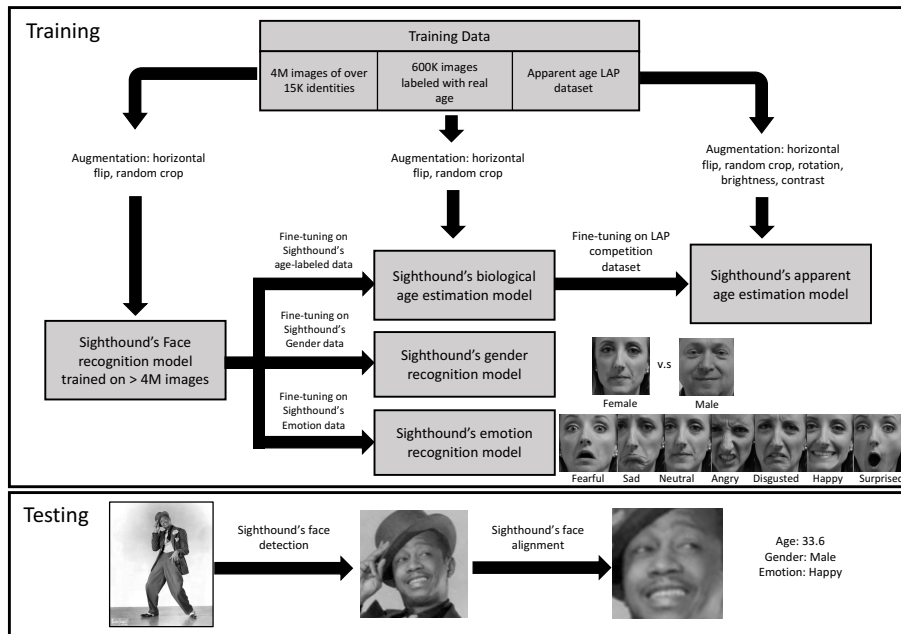 Training
Training Data
4M images of over
15K identities
600K images
labeled with real
age
Apparent age LAP
dataset
Augmentation: horizontal
flip, random crop
Augmentation: horizontal
flip, random crop
Augmentation: horizontal
flip, random crop, rotation,
brightness, contrast
Fine-tuning on
Sighthound's
age-labeled data
Sighthound's biological
age estimation model
Fine-tuning on LAP
competition
dataset
Sighthound's apparent
age estimation model
Sighthound's Face
recognition model
trained on > 4M images
Fine-tuning on
Sighthound's
Gender data
Sighthound's gender
recognition model
v.s
Female
Male
Fine-tuning on
Sighthound's
Emotion data
Sighthound's emotion
recognition model
Fearful
Sad
Neutral
Angry
Disgusted
Happy
Surprised
Testing
Sighthound's face
detection
Sighthound's face
alignment
Age: 33.6
Gender: Male
Emotion: Happy